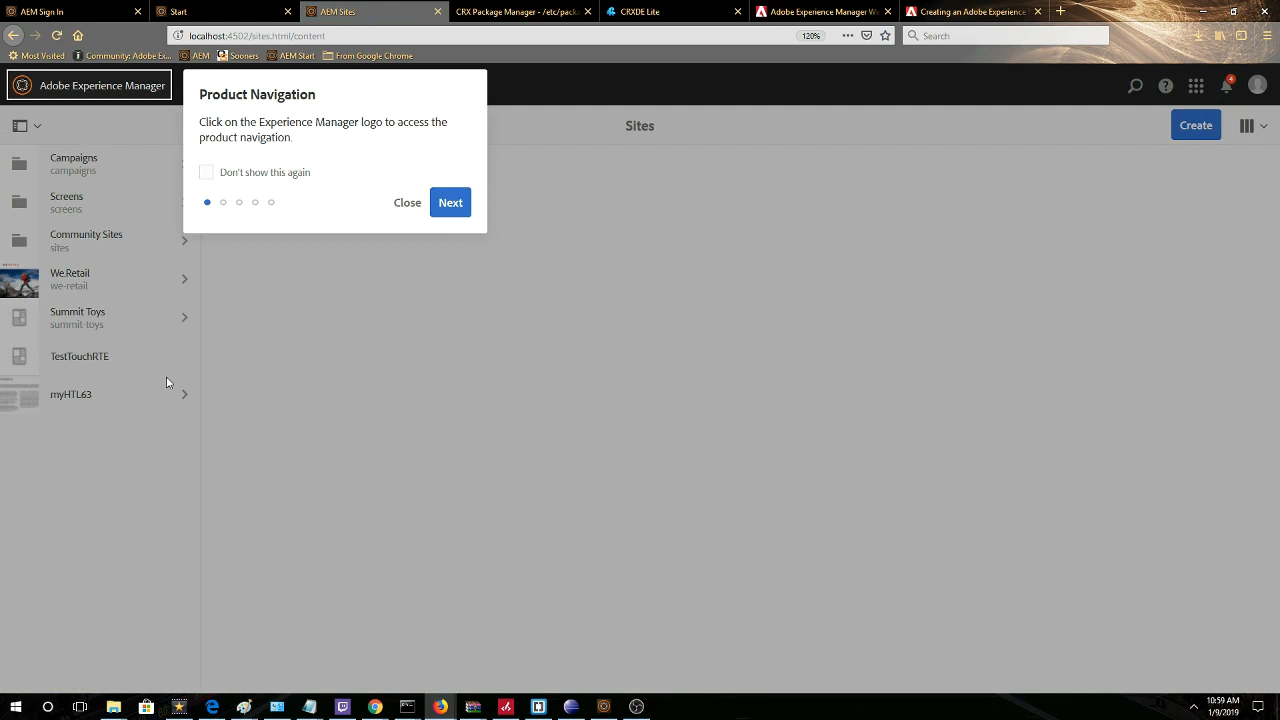 AEM Sign In
Start
AEM Sites
CRX Package Manager - /etc/pack
CRXDE Lite
Adobe Experience Manager We
Creating an Adobe Experience
localhost:4502/sites.html/content
120%
Search
Most Visited
Community: Adobe Ex...
AEM
Sooners
AEM Start
From Google Chrome
Adobe Experience Manager
4
Product Navigation
Click on the Experience Manager logo to access the
product navigation.
Don't show this again
Close
Next
Sites
Create
Campaigns
campaigns
Screens
screens
Community Sites
sites
We.Retail
we-retail
Summit Toys
summit-toys
TestTouchRTE
myHTL63
10:59 AM
1/9/2019